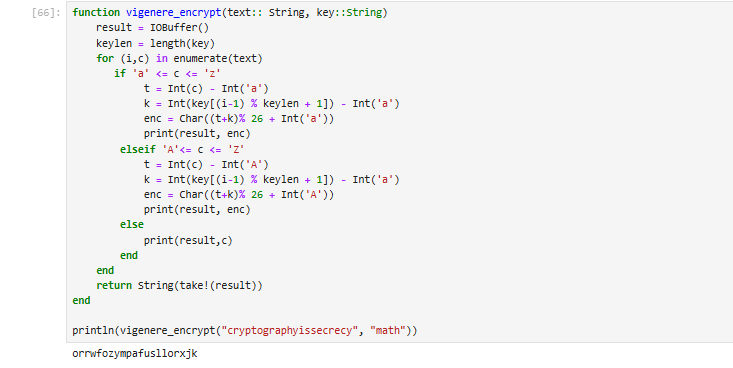 [66]: function vigenere_encrypt(text:: String, key::String)
    result = IOBuffer()
    keylen = length(key)
    for (i,c) in enumerate(text)
       if 'a' <= c <= 'z'
            t = Int(c) - Int('a')
            k = Int(key[(i-1) % keylen + 1]) - Int('a')
            enc = Char((t+k)% 26 + Int('a'))
            print(result, enc)
        elseif 'A'<= c <= 'Z'
            t = Int(c) - Int('A')
            k = Int(key[(i-1) % keylen + 1]) - Int('a')
            enc = Char((t+k)% 26 + Int('A'))
            print(result, enc)
        else
            print(result,c)
        end
    end
    return String(take!(result))
end
println(vigenere_encrypt("cryptographyissecrecy", "math"))
orrwfozympafusllorxjk